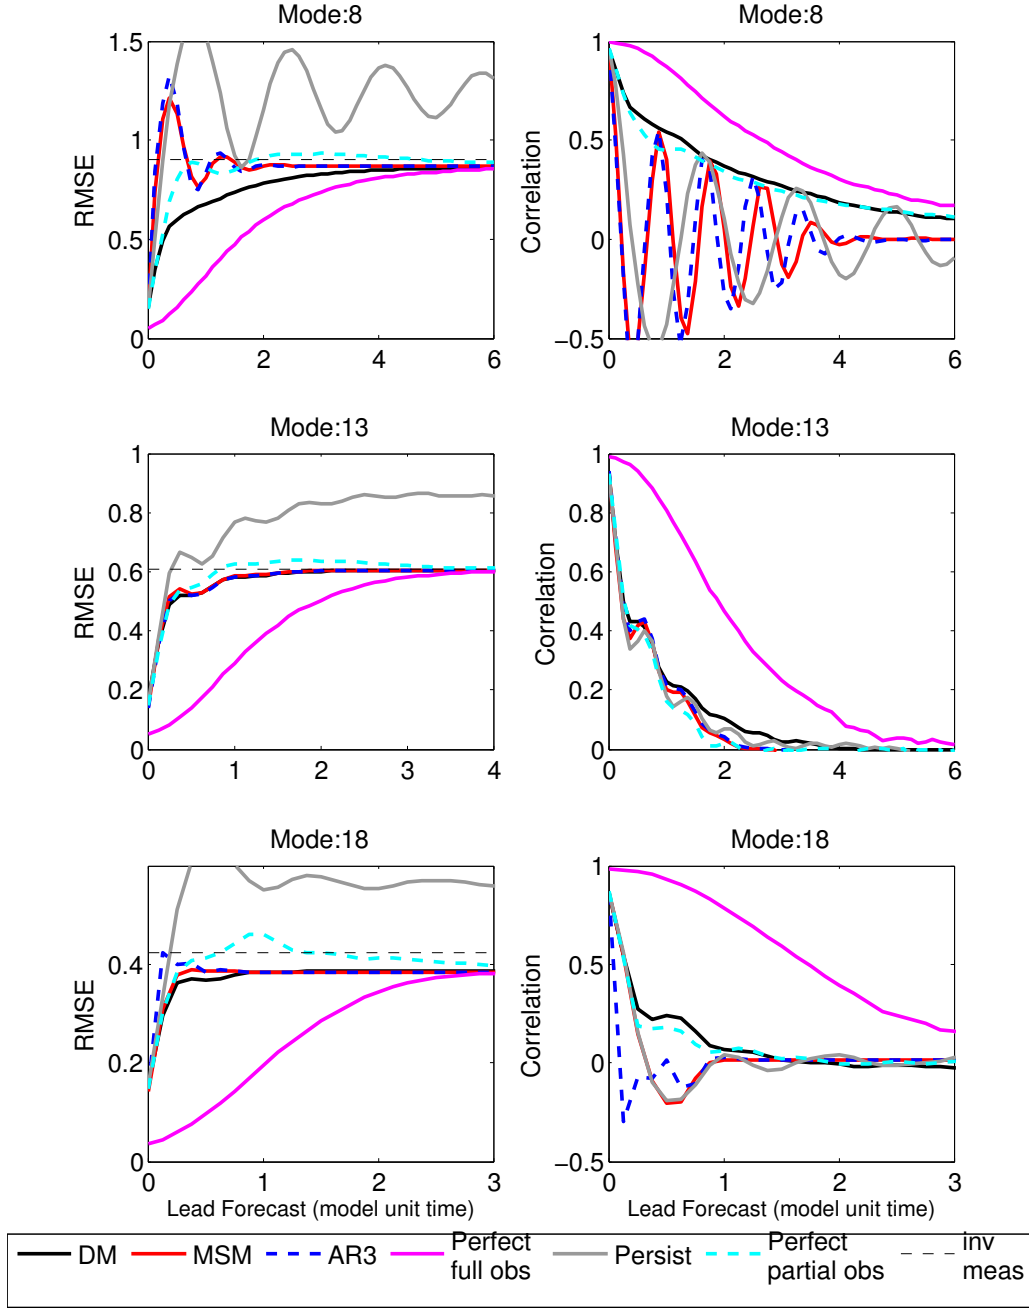 Mode:8
Mode:8
1.5
1
0.5
0
RMSE
0
2
4
6
1
0.5
0
−0.5
Correlation
0
2
4
6
Mode:13
Mode:13
1
0.8
0.6
0.4
0.2
0
RMSE
0
1
2
3
4
1
0.8
0.6
0.4
0.2
0
Correlation
0
2
4
6
Mode:18
Mode:18
0.4
0.2
0
RMSE
0
1
2
3
Lead Forecast (model unit time)
1
0.5
0
−0.5
Correlation
0
1
2
3
Lead Forecast (model unit time)
DM
MSM
AR3
Perfect
full obs
Persist
Perfect
partial obs
inv
meas